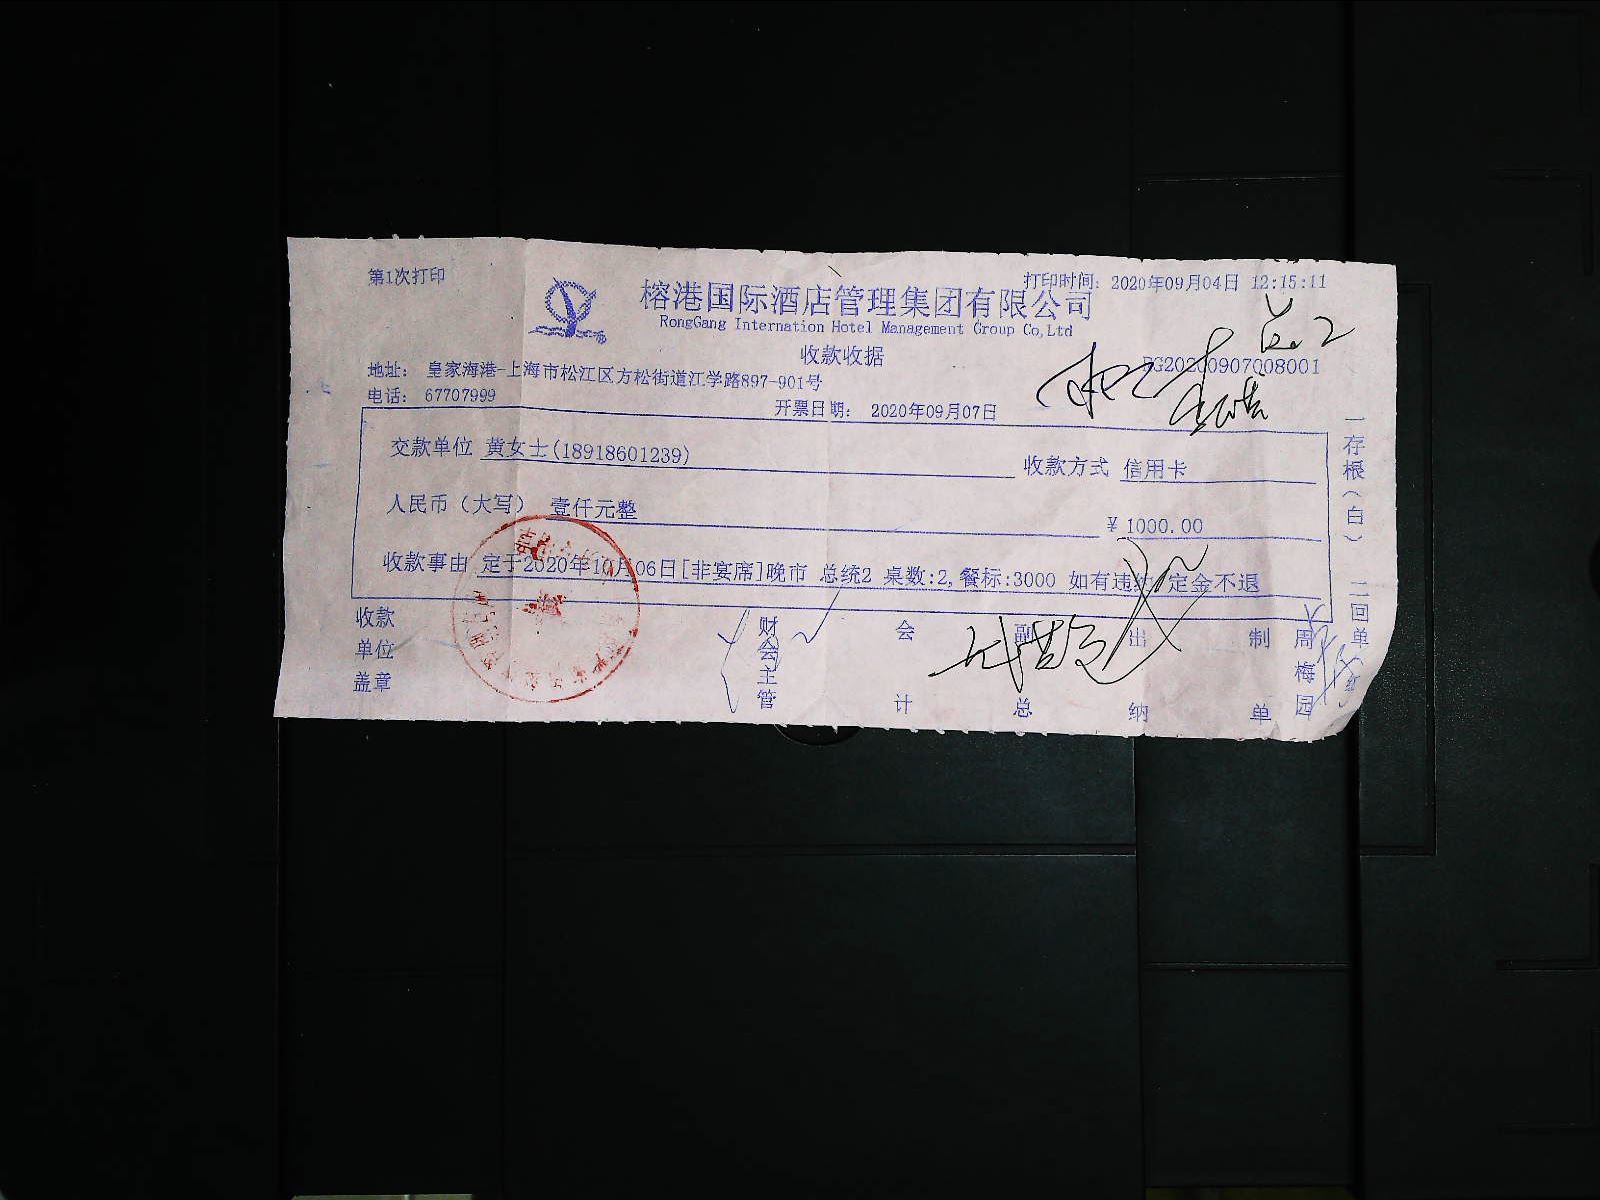 第1次打印
打印时间: 2020年09月04日 12:15:11
榕港国际酒店管理集团有限公司
RongGang Internation Hotel Management Group Co,Ltd
收款收据
总2
地址: 皇家海港-上海市松江区方松街道江学路897-901号
电话: 67707999
开票日期: 2020年09月07日
交款单位 黄女士(18918601239)
收款方式 信用卡
人民币(大写) 壹仟元整
¥ 1000.00
收款事由 定于2020年10月06日[非宴席]晚市 总统2 桌数:2,餐标:3000 如有违约 定金不退
收款单位盖章
财会主管
会计
副总
出纳
制单
周梅园
一存根(白) 二回单(红)